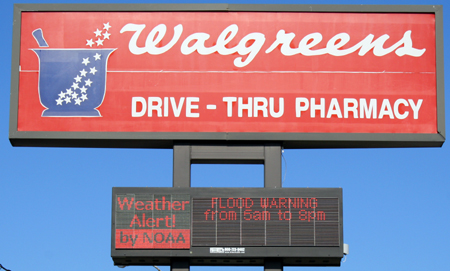 Walgreens
DRIVE - THRU PHARMACY
Weather
Alert!
by NOAA
FLOOD WARNING
from 5am to 8pm